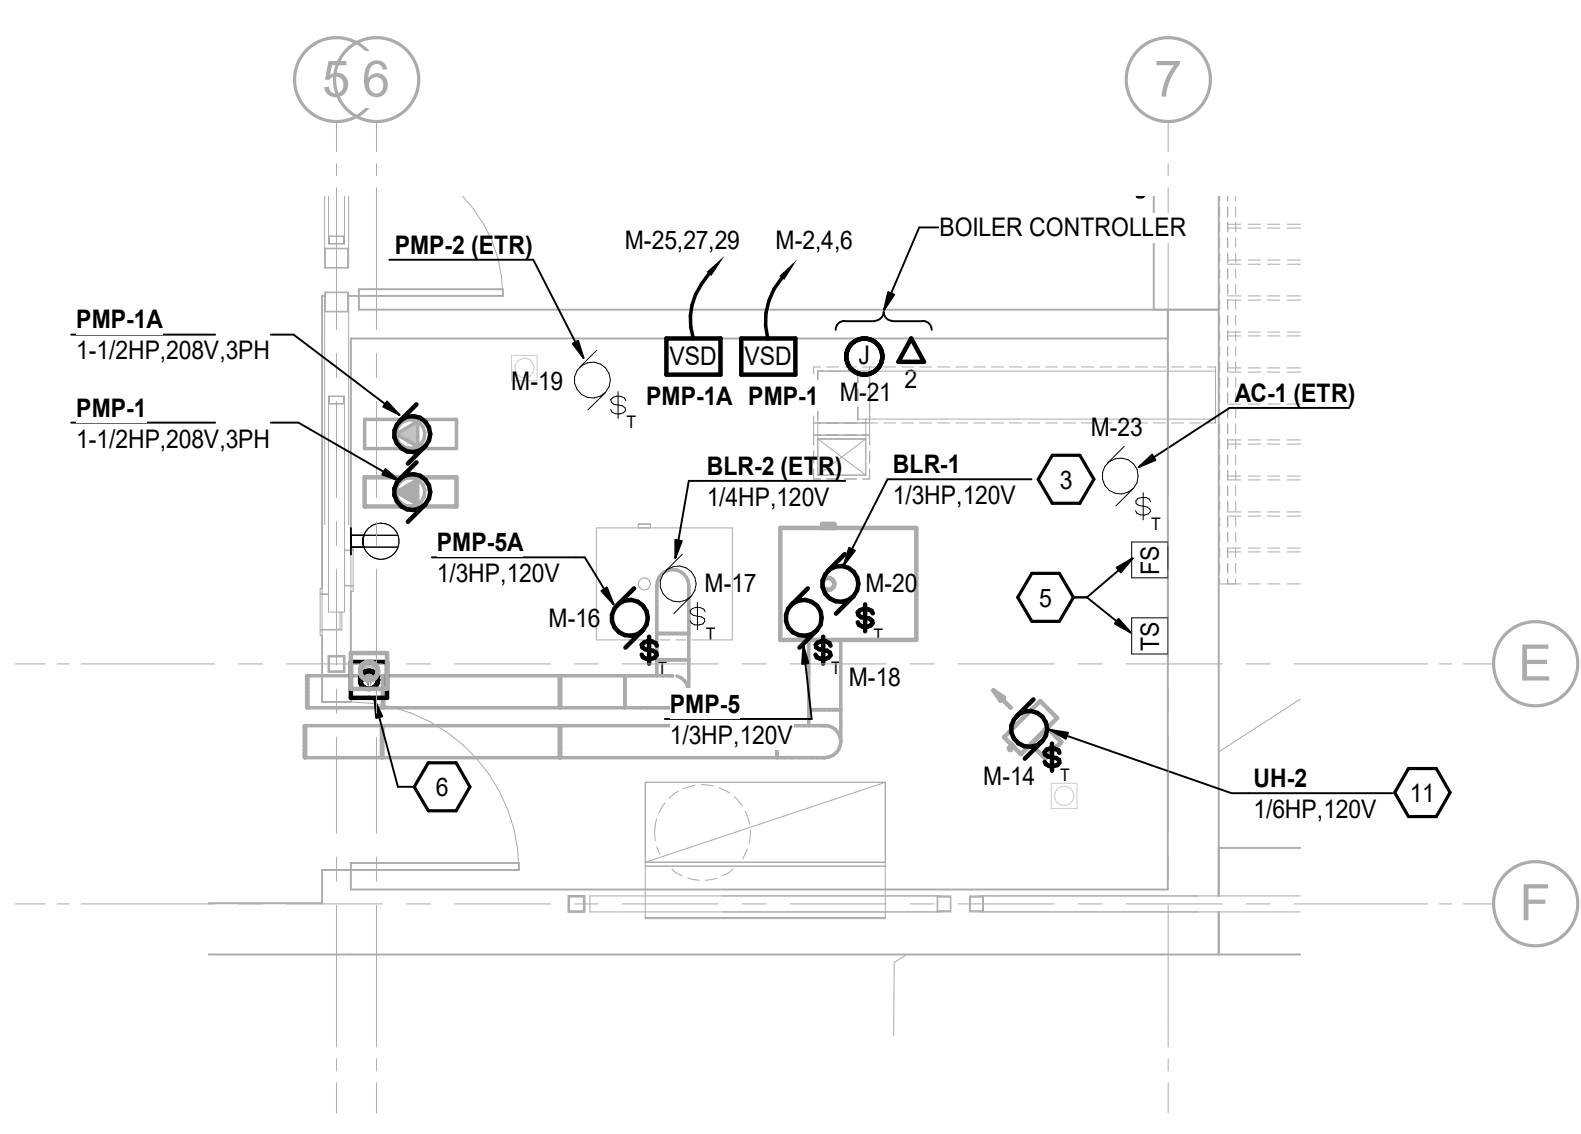 5 6
7
BOILER CONTROLLER
PMP-2 (ETR)
M-25,27,29
M-2,4,6
PMP-1A
1-1/2HP,208V,3PH
VSD
VSD
J
2
M-19
$T
PMP-1A
PMP-1
M-21
AC-1 (ETR)
PMP-1
1-1/2HP,208V,3PH
M-23
BLR-2 (ETR)
1/4HP,120V
BLR-1
1/3HP,120V
3
$T
PMP-5A
1/3HP,120V
FS
M-17
M-20
5
M-16
$T
$T
TS
$T
$T
M-18
E
PMP-5
1/3HP,120V
$T
M-14
UH-2
1/6HP,120V
11
6
F